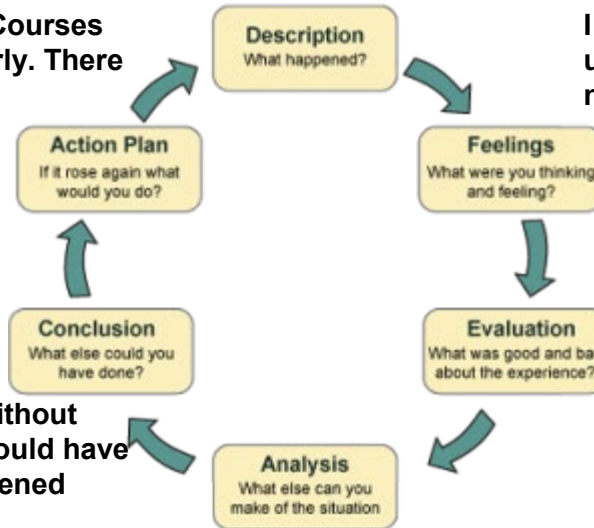 Courses
rly. There
Description
What happened?
Action Plan
If it rose again what
would you do?
Feelings
What were you thinking
and feeling?
Conclusion
What else could you
have done?
Evaluation
What was good and ba
about the experience?
ithout
ould have
ened
Analysis
What else can you
make of the situation